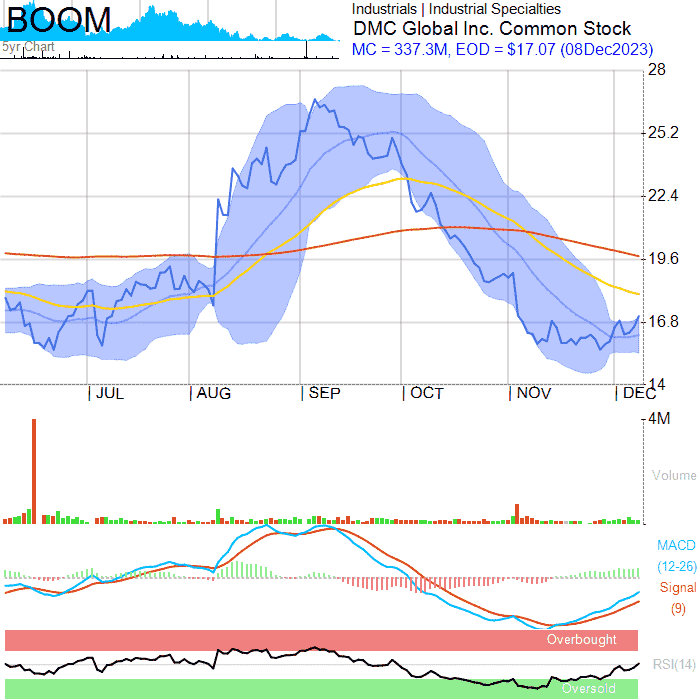 BOOM
5yr Chart
Industrials | Industrial Specialties
DMC Global Inc. Common Stock
MC = 337.3M, EOD = $17.07 (08Dec2023)
28
25.2
22.4
19.6
16.8
14
| JUL | AUG | SEP | OCT | NOV | DEC
4M
Volume
MACD
(12-26)
Signal
(9)
Overbought
RSI(14)
Oversold